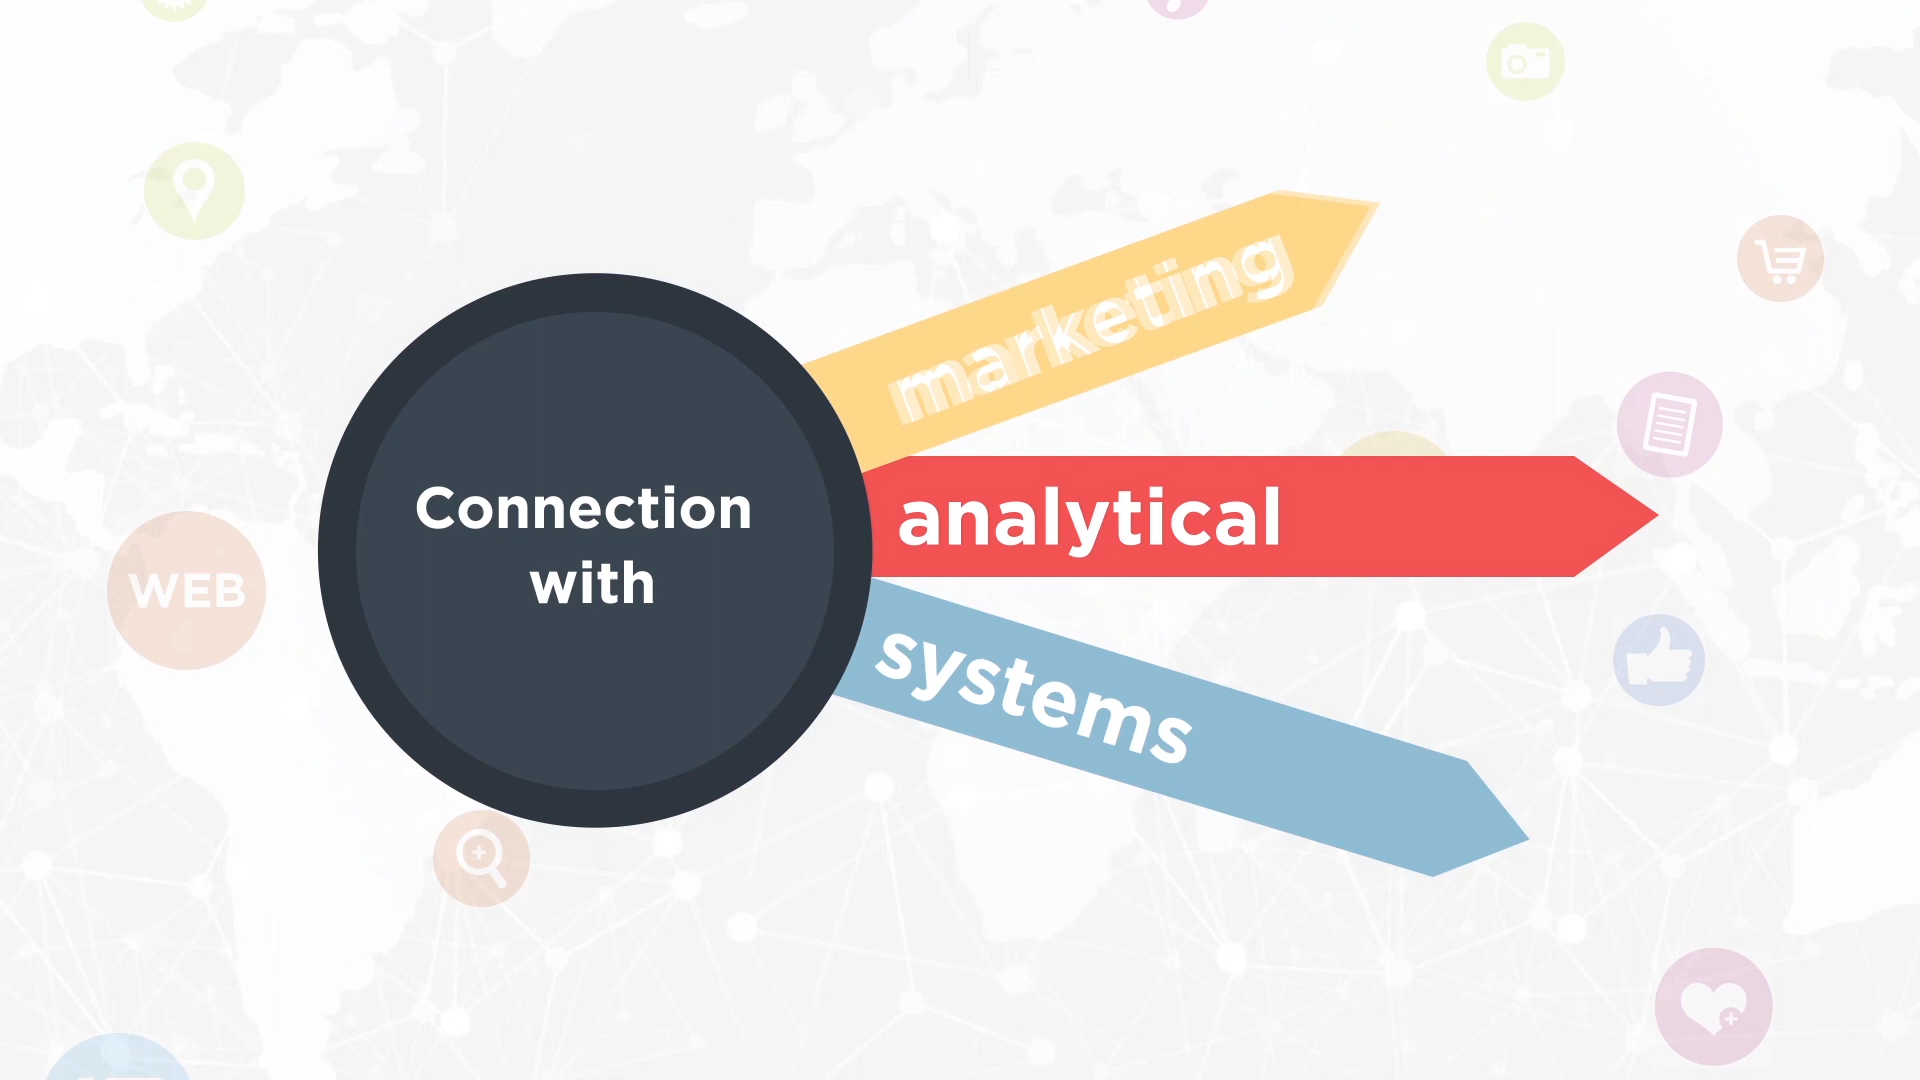 Connection
with
marketing
analytical
systems
WEB